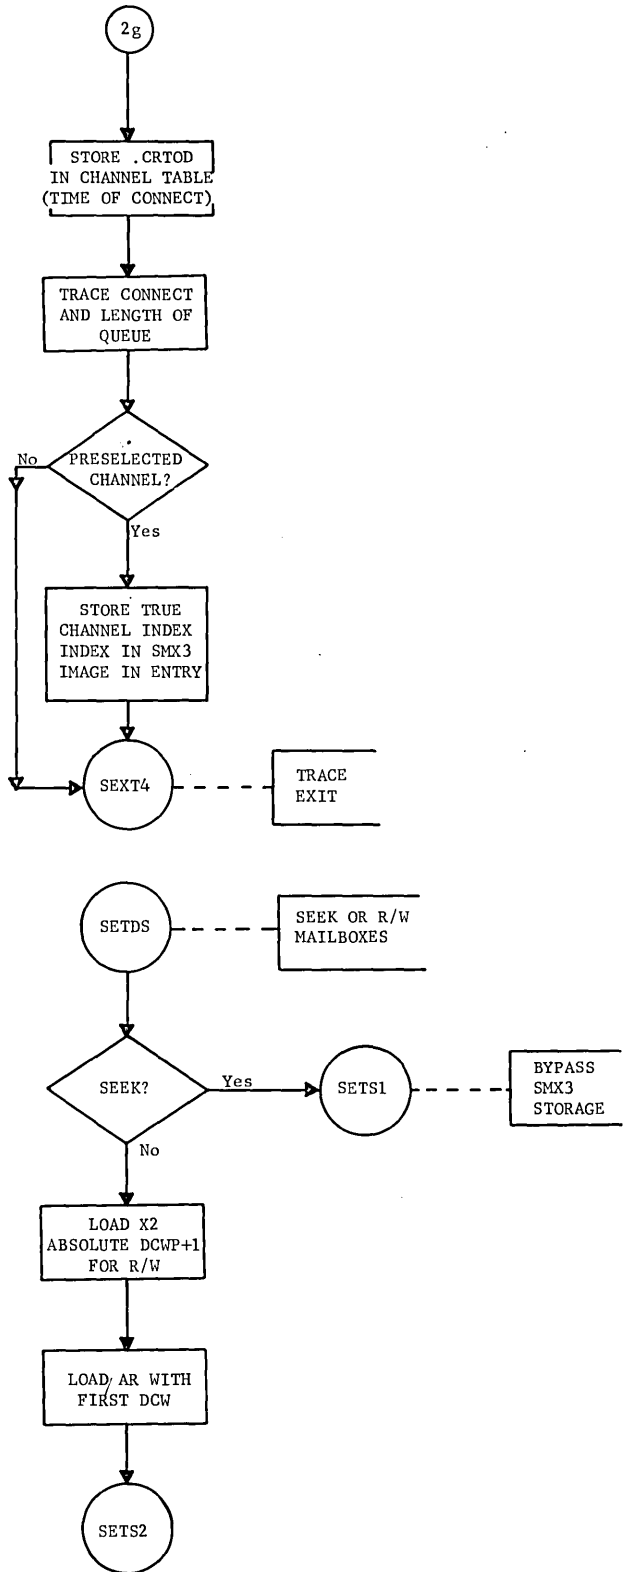 2g
STORE .CRTOD
IN CHANNEL TABLE
(TIME OF CONNECT)
TRACE CONNECT
AND LENGTH OF
QUEUE
PRESELECTED
CHANNEL?
No
Yes
STORE TRUE
CHANNEL INDEX
INDEX IN SMX3
IMAGE IN ENTRY
SEXT4
TRACE
EXIT
SETDS
SEEK OR R/W
MAILBOXES
SEEK?
Yes
SETS1
BYPASS
SMX3
STORAGE
No
LOAD X2
ABSOLUTE DCWP+1
FOR R/W
LOAD AR WITH
FIRST DCW
SETS2